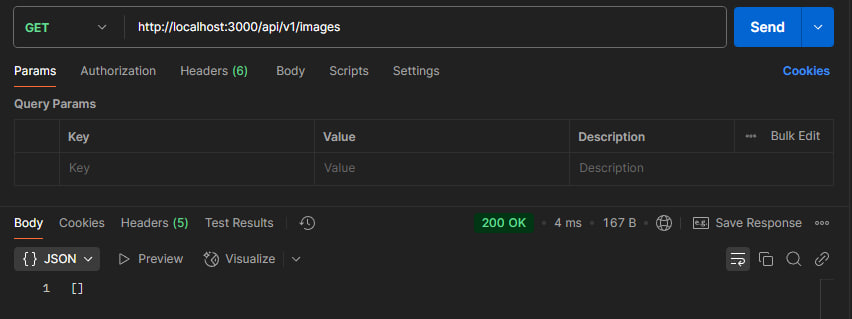 GET http://localhost:3000/api/v1/images Send
Params Authorization Headers (6) Body Scripts Settings Cookies
Query Params
Key Value Description ••• Bulk Edit
Key Value Description
Body Cookies Headers (5) Test Results 200 OK • 4 ms • 167 B • e.g. Save Response •••
{} JSON Preview Visualize
1 []